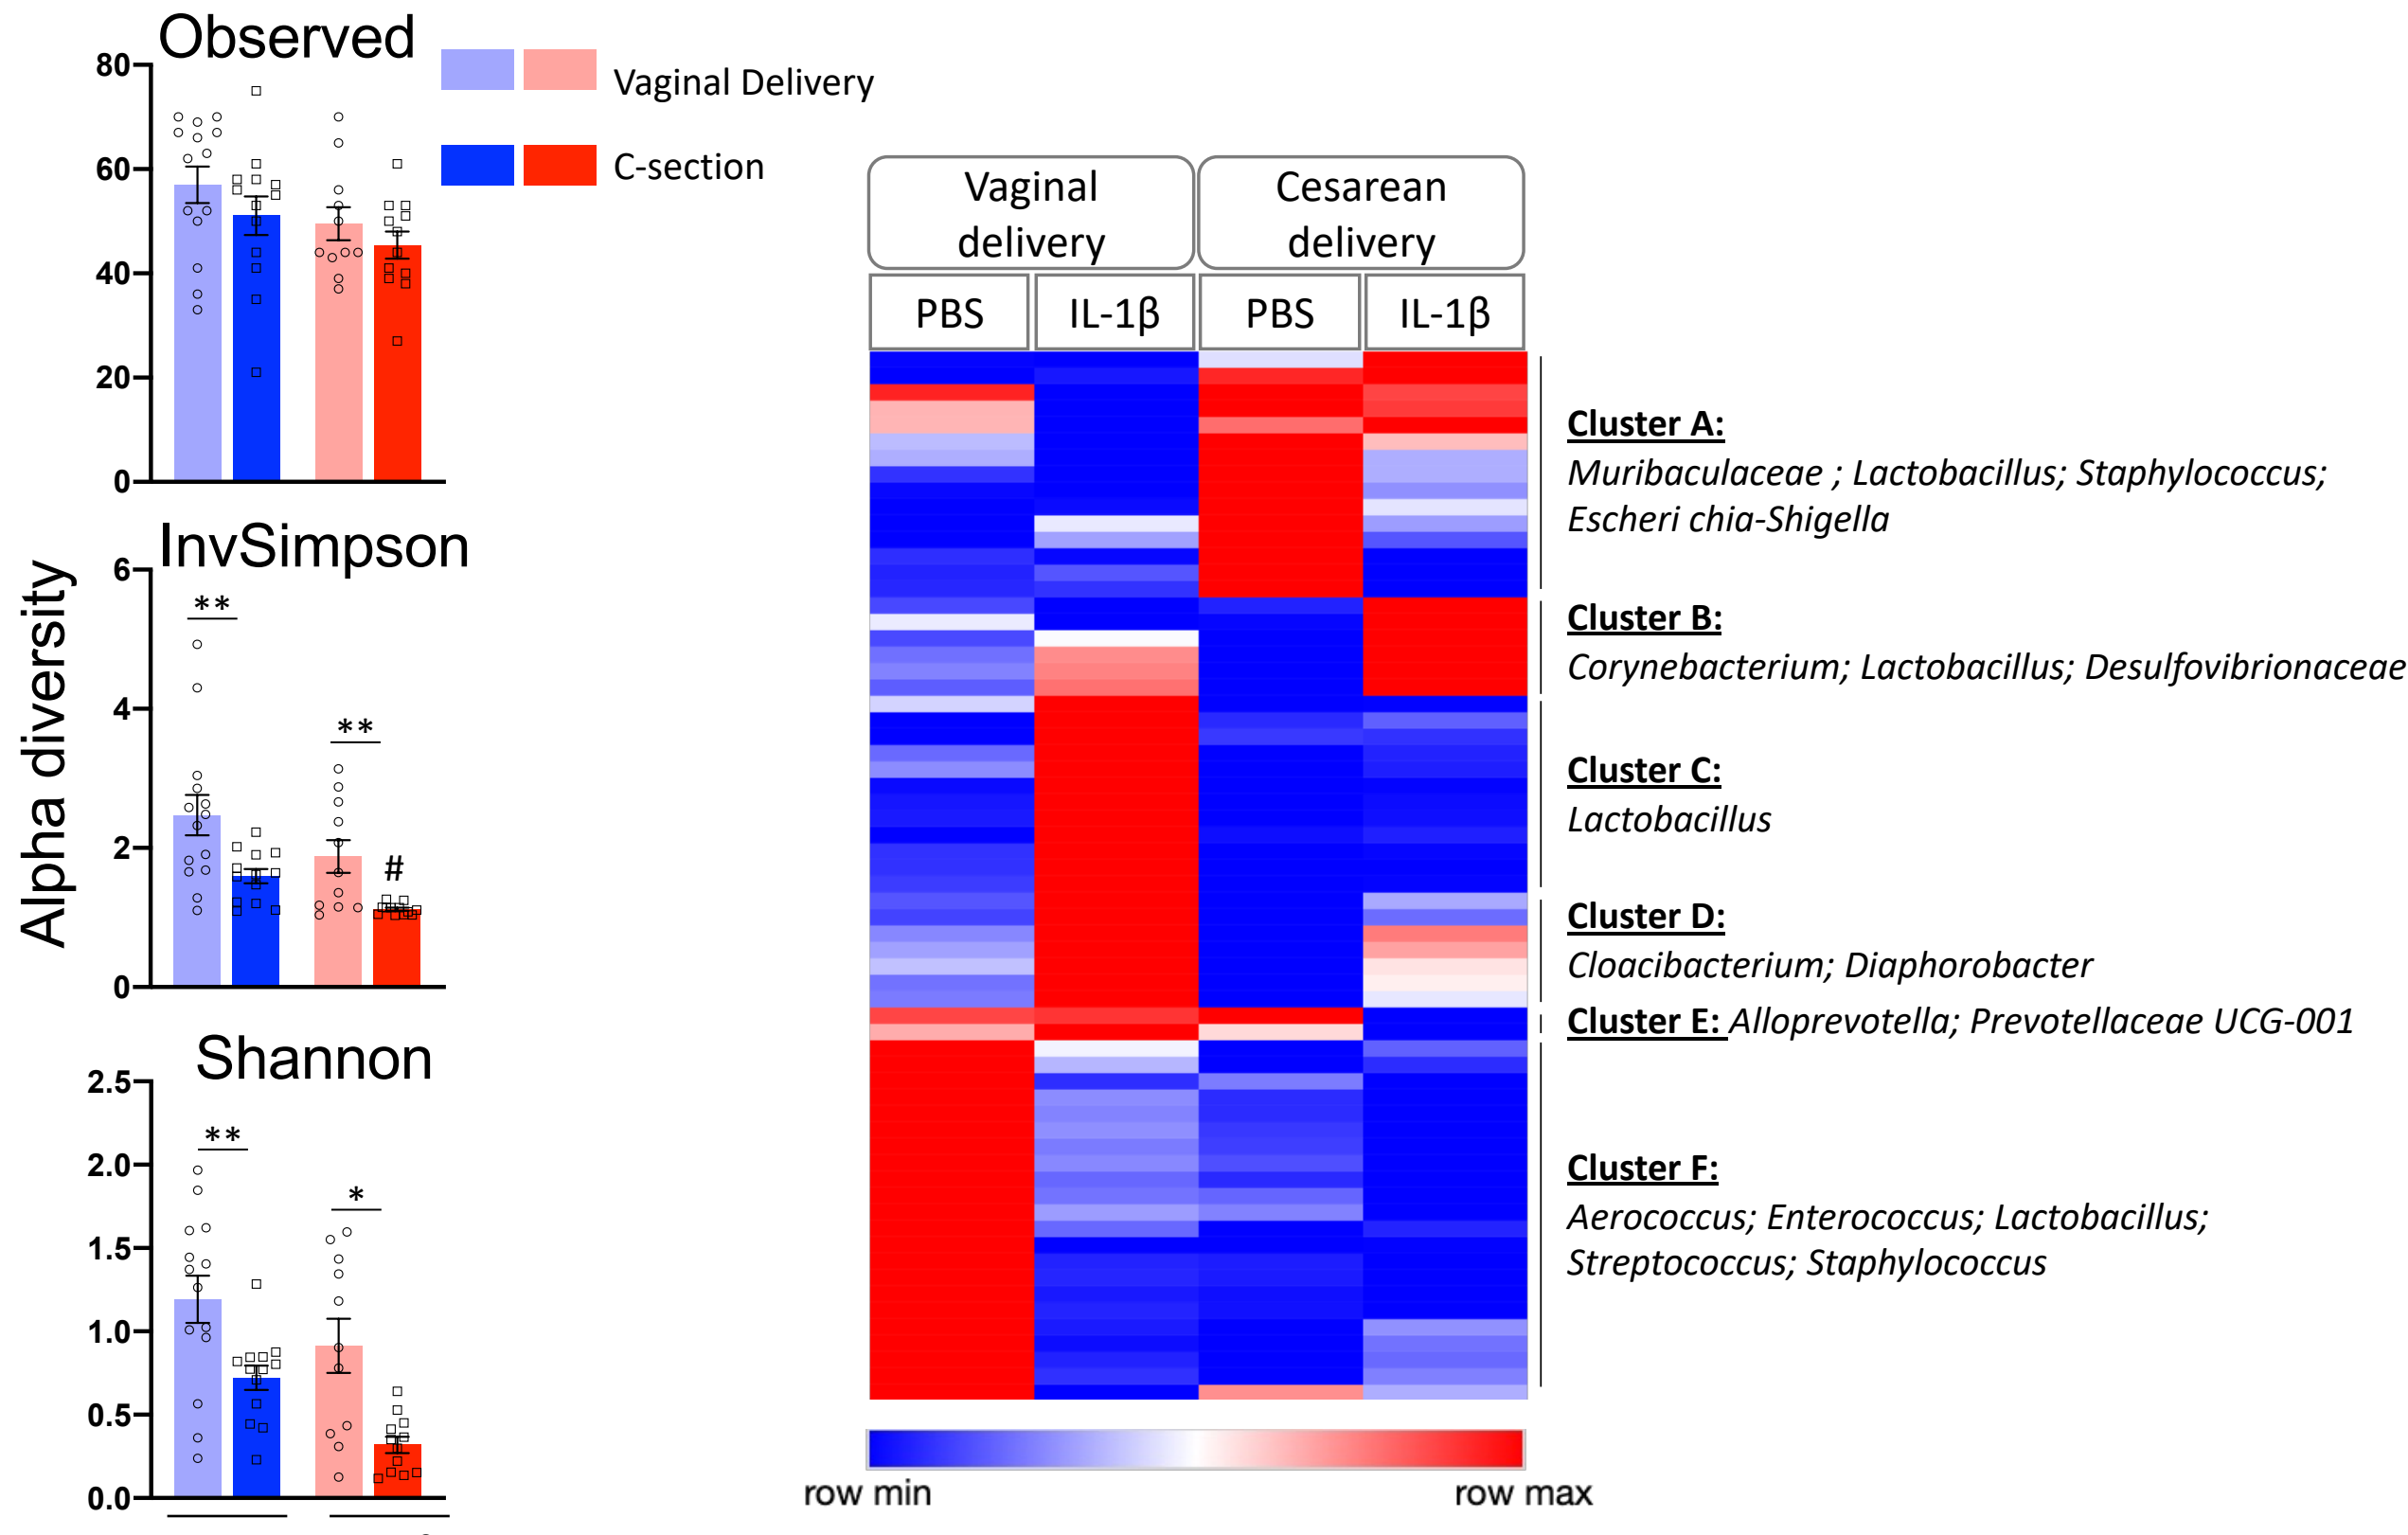 Observed
80
60
40
20
0
Vaginal Delivery
C-section
Alpha diversity
InvSimpson
6
4
2
0
**
**
#
Shannon
2.5
2.0
1.5
1.0
0.5
0.0
**
*
Vaginal
delivery
Cesarean
delivery
PBS
IL-1β
PBS
IL-1β
Cluster A:
Muribaculaceae ; Lactobacillus; Staphylococcus;
Escheri chia-Shigella
Cluster B:
Corynebacterium; Lactobacillus; Desulfovibrionaceae
Cluster C:
Lactobacillus
Cluster D:
Cloacibacterium; Diaphorobacter
Cluster E: Alloprevotella; Prevotellaceae UCG-001
Cluster F:
Aerococcus; Enterococcus; Lactobacillus;
Streptococcus; Staphylococcus
row min
row max